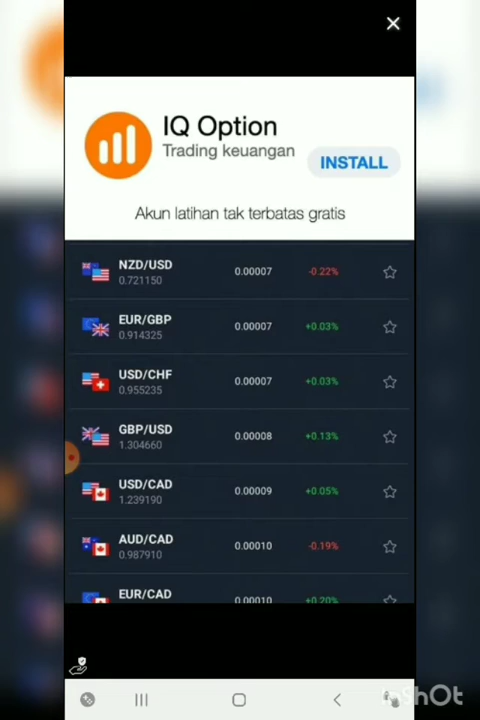 IQ Option
Trading keuangan
INSTALL
Akun latihan tak terbatas gratis
NZD/USD 0.00007 -0.22%
0.721150
EUR/GBP 0.00007 +0.03%
0.914325
USD/CHF 0.00007 +0.03%
0.955235
GBP/USD 0.00008 +0.13%
1.304660
USD/CAD 0.00009 +0.05%
1.239190
AUD/CAD 0.00010 -0.19%
0.987910
EUR/CAD 0.00010 +0.20%
InShOt